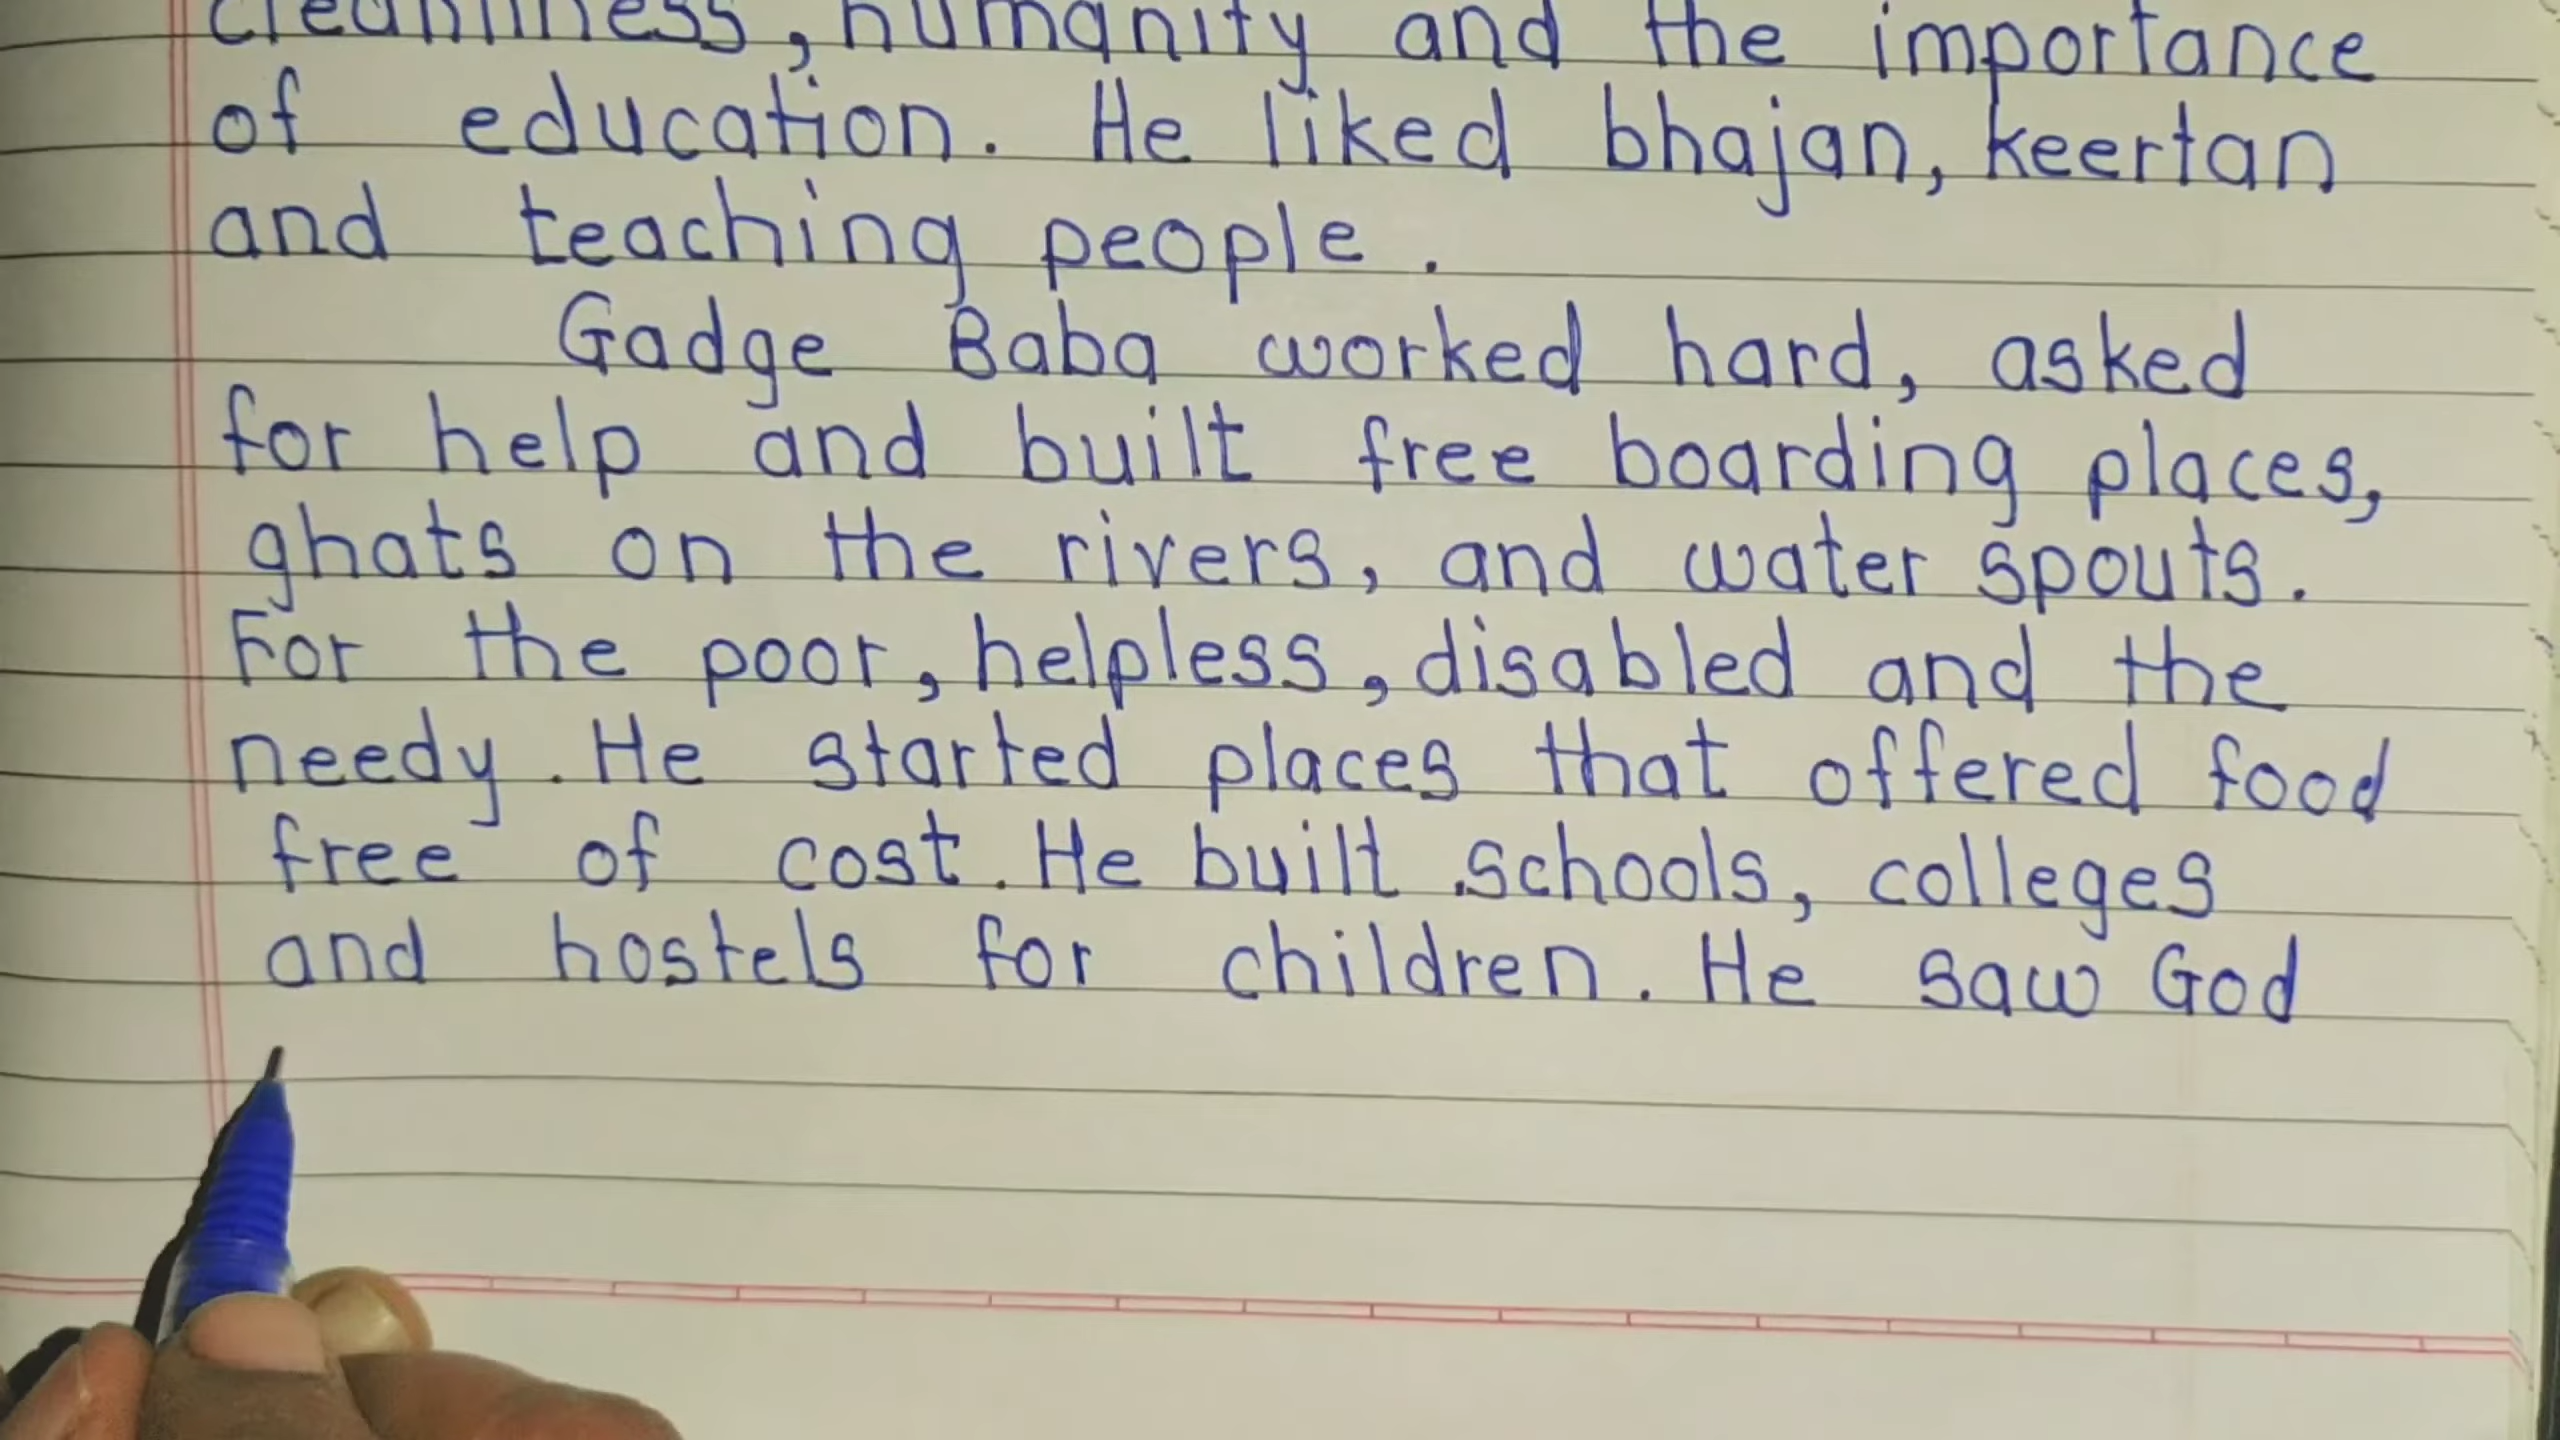 cleanliness, humanity and the importance
of education. He liked bhajan, keertan
and teaching people.
Gadge Baba worked hard, asked
for help and built free boarding places,
ghats on the rivers, and water spouts.
For the poor, helpless, disabled and the
needy. He started places that offered food
free of cost. He built schools, colleges
and hostels for children. He saw God